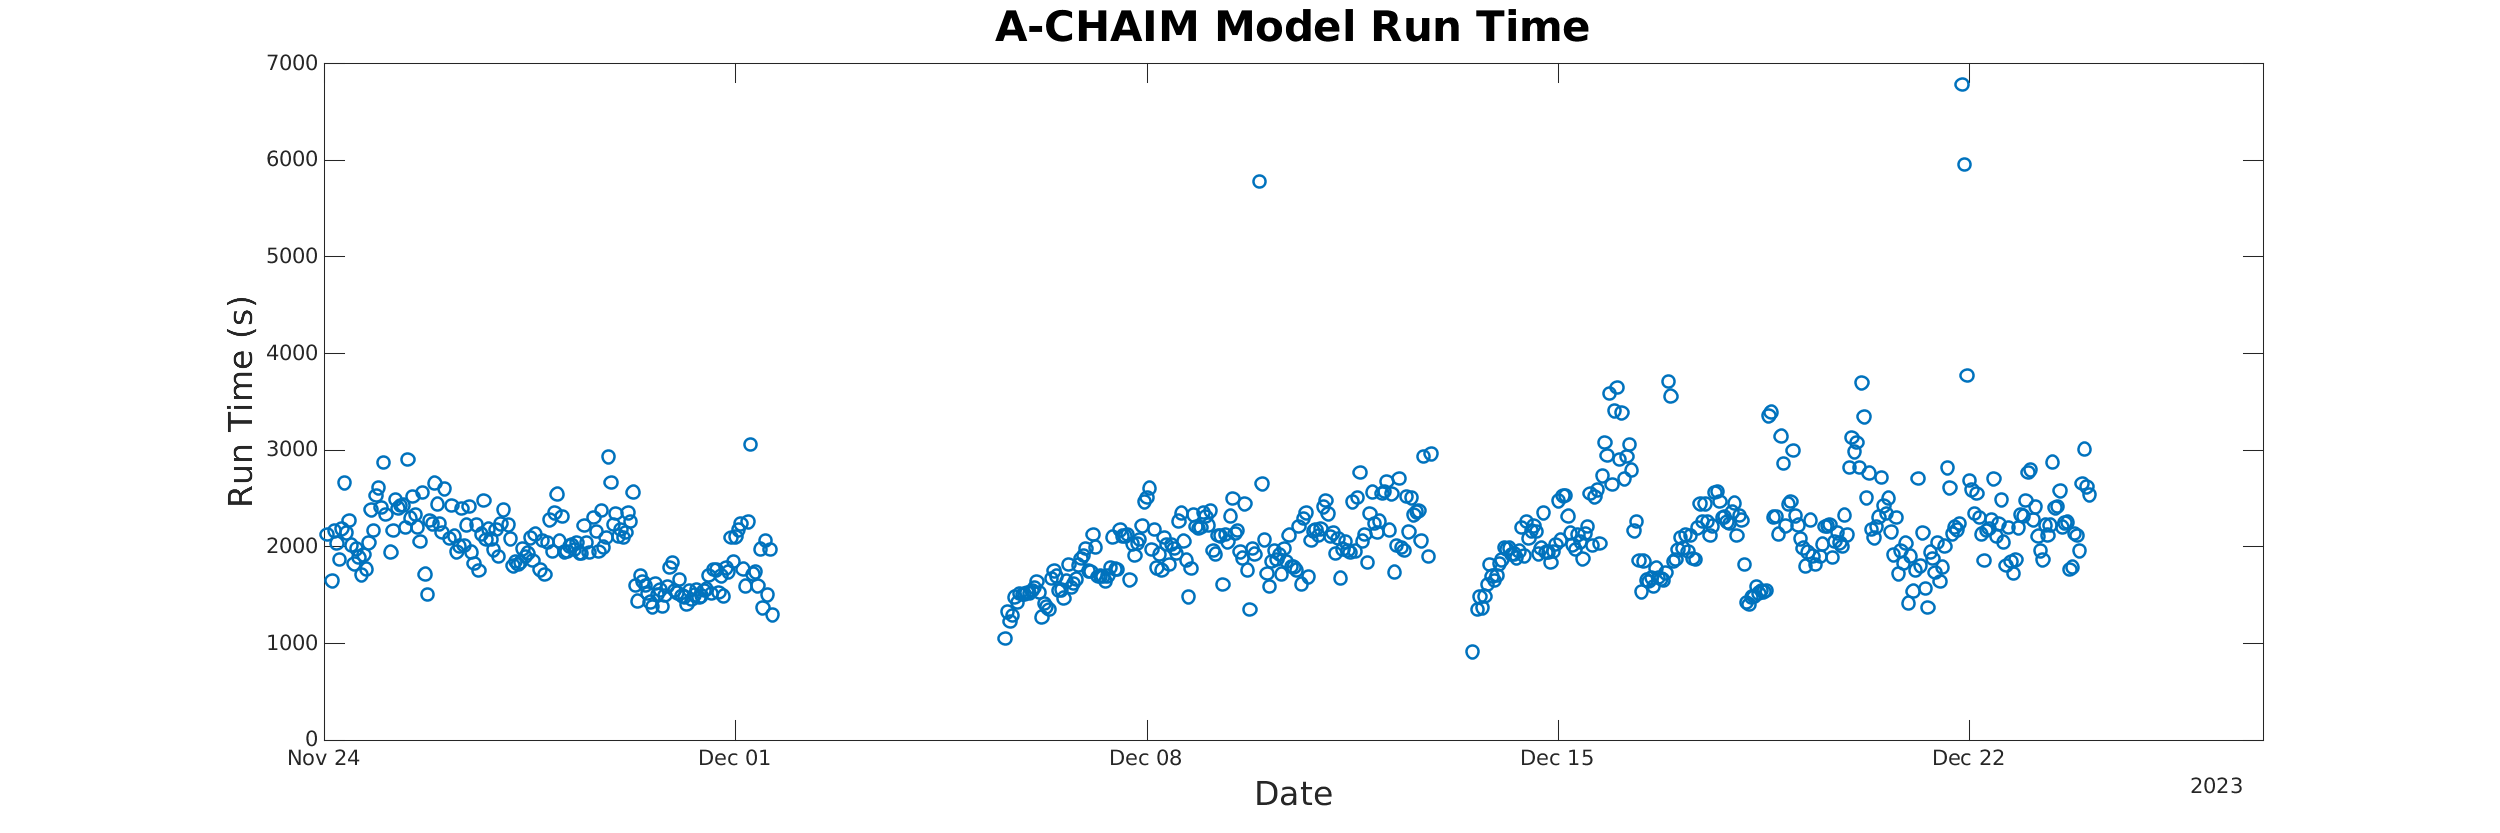 A-CHAIM Model Run Time
7000
6000
5000
4000
3000
2000
1000
0
Run Time (s)
Nov 24 Dec 01 Dec 08 Dec 15 Dec 22
2023
Date